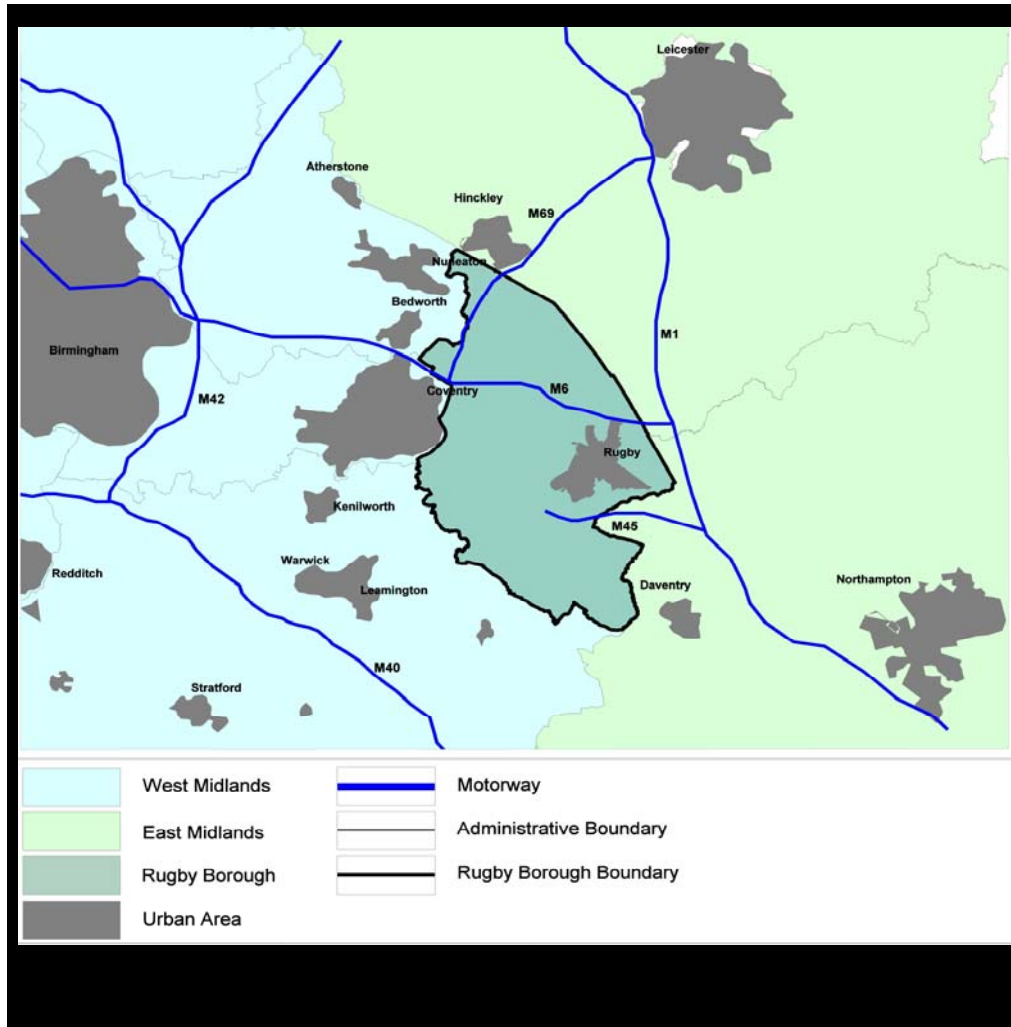 Leicester
Atherstone
Hinckley
M69
Nuneaton
Bedworth
M1
Birmingham
Coventry
M6
M42
Rugby
Kenilworth
M45
Warwick
Redditch
Leamington
Daventry
Northampton
M40
Stratford
West Midlands
Motorway
East Midlands
Administrative Boundary
Rugby Borough
Rugby Borough Boundary
Urban Area